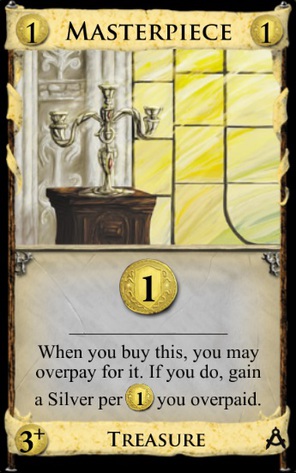 1 MASTERPIECE 1
1
When you buy this, you may
overpay for it. If you do, gain
a Silver per 1 you overpaid.
3+ TREASURE